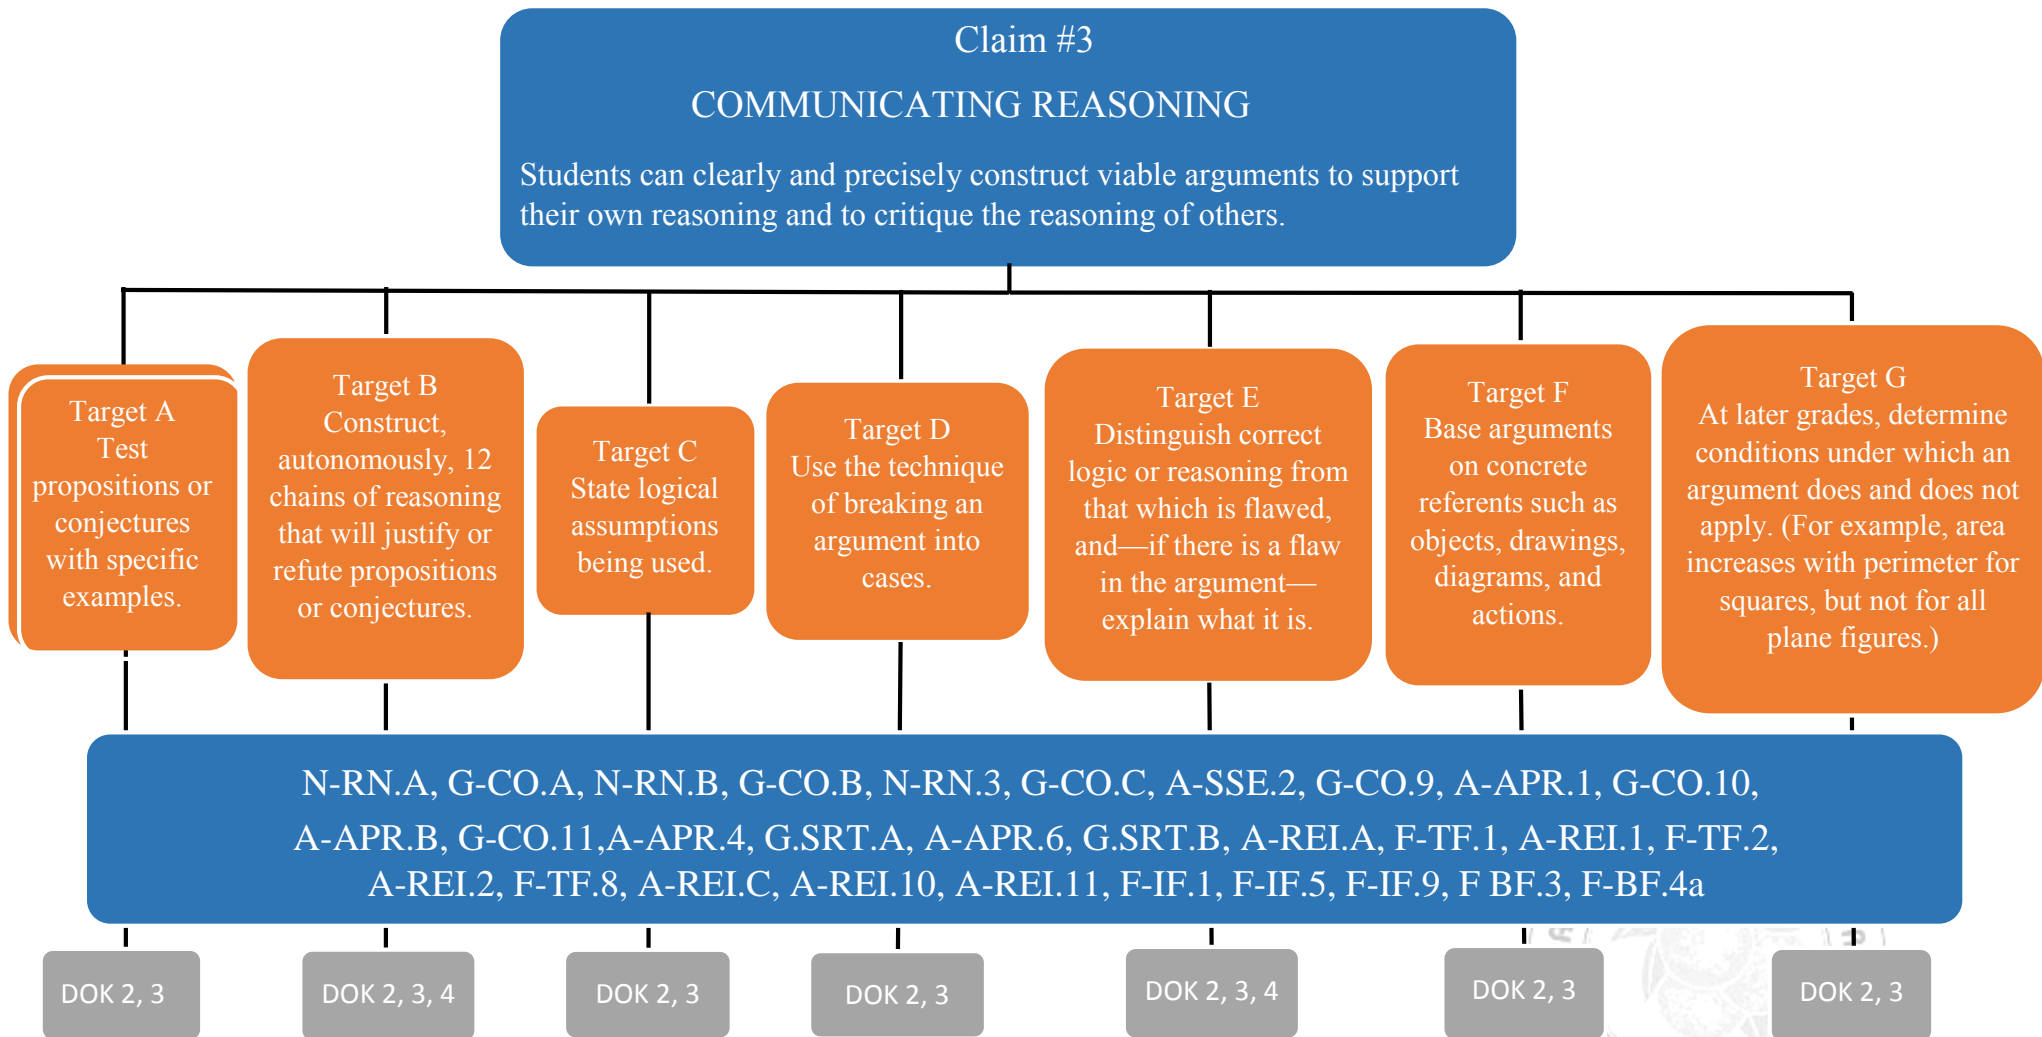 Claim #3
COMMUNICATING REASONING
Students can clearly and precisely construct viable arguments to support
their own reasoning and to critique the reasoning of others.
Target A
Test
propositions or
conjectures
with specific
examples.
Target B
Construct,
autonomously, 12
chains of reasoning
that will justify or
refute propositions
or conjectures.
Target C
State logical
assumptions
being used.
Target D
Use the technique
of breaking an
argument into
cases.
Target E
Distinguish correct
logic or reasoning from
that which is flawed,
and—if there is a flaw
in the argument—
explain what it is.
Target F
Base arguments
on concrete
referents such as
objects, drawings,
diagrams, and
actions.
Target G
At later grades, determine
conditions under which an
argument does and does not
apply. (For example, area
increases with perimeter for
squares, but not for all
plane figures.)
N-RN.A, G-CO.A, N-RN.B, G-CO.B, N-RN.3, G-CO.C, A-SSE.2, G-CO.9, A-APR.1, G-CO.10,
A-APR.B, G-CO.11,A-APR.4, G.SRT.A, A-APR.6, G.SRT.B, A-REI.A, F-TF.1, A-REI.1, F-TF.2,
A-REI.2, F-TF.8, A-REI.C, A-REI.10, A-REI.11, F-IF.1, F-IF.5, F-IF.9, F BF.3, F-BF.4a
DOK 2, 3
DOK 2, 3, 4
DOK 2, 3
DOK 2, 3
DOK 2, 3, 4
DOK 2, 3
DOK 2, 3